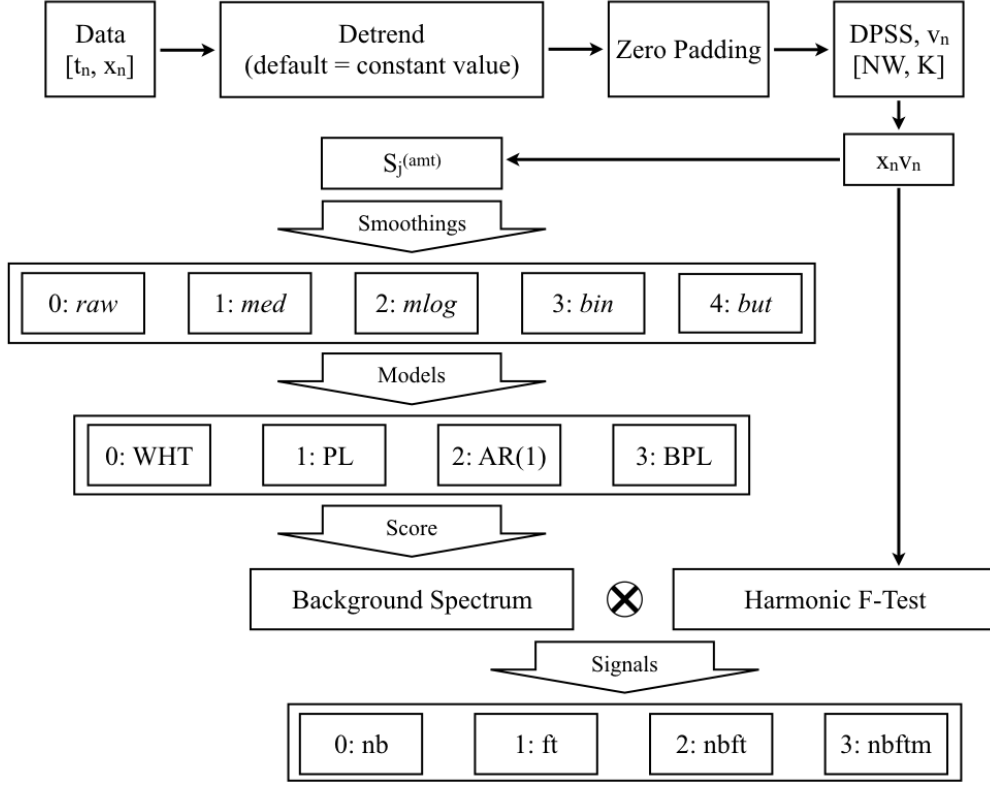 Data
[tₙ, xₙ]
Detrend
(default = constant value)
Zero Padding
DPSS, vₙ
[NW, K]
Sⱼ⁽ᵃᵐᵗ⁾
xₙvₙ
Smoothings
0: raw
1: med
2: mlog
3: bin
4: but
Models
0: WHT
1: PL
2: AR(1)
3: BPL
Score
Background Spectrum
Harmonic F-Test
Signals
0: nb
1: ft
2: nbft
3: nbftm